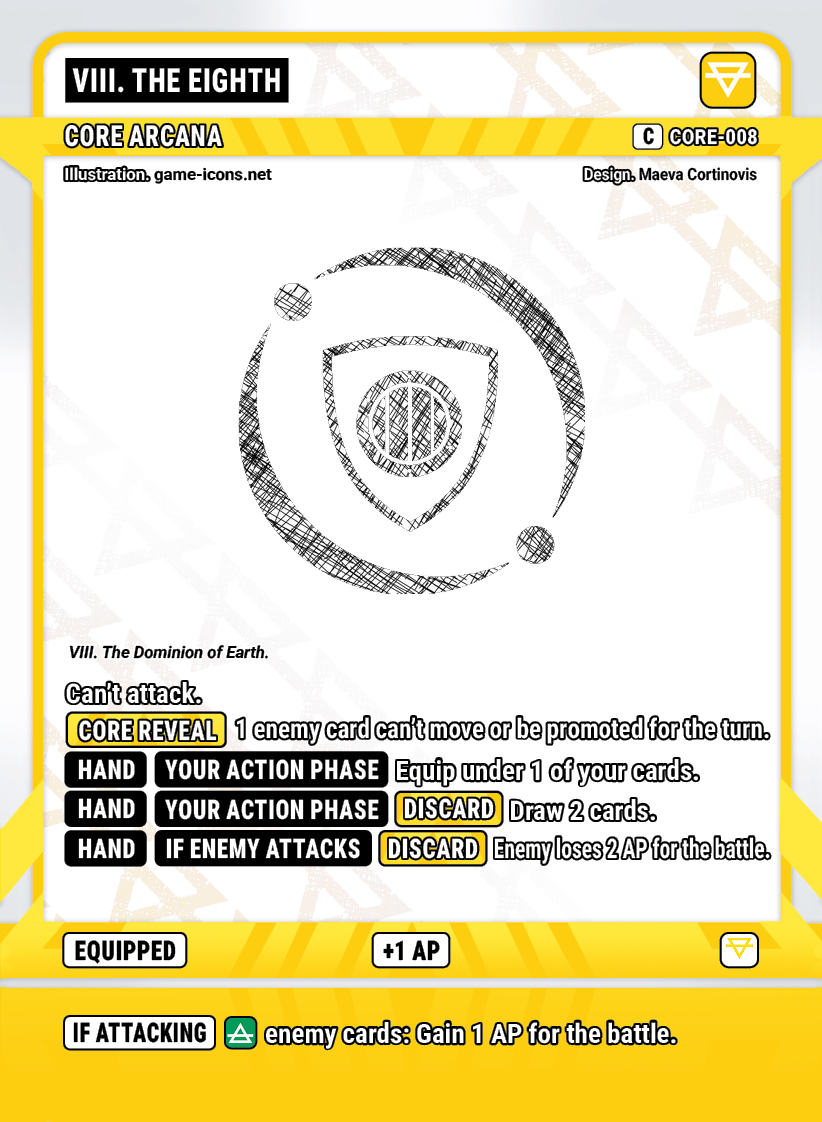 VIII. THE EIGHTH
CORE ARCANA
C CORE-008
Illustration. game-icons.net
Design. Maeva Cortinovis
VIII. The Dominion of Earth.
Can't attack.
CORE REVEAL 1 enemy card can't move or be promoted for the turn.
HAND YOUR ACTION PHASE Equip under 1 of your cards.
HAND YOUR ACTION PHASE DISCARD Draw 2 cards.
HAND IF ENEMY ATTACKS DISCARD Enemy loses 2 AP for the battle.
EQUIPPED +1 AP
IF ATTACKING enemy cards: Gain 1 AP for the battle.